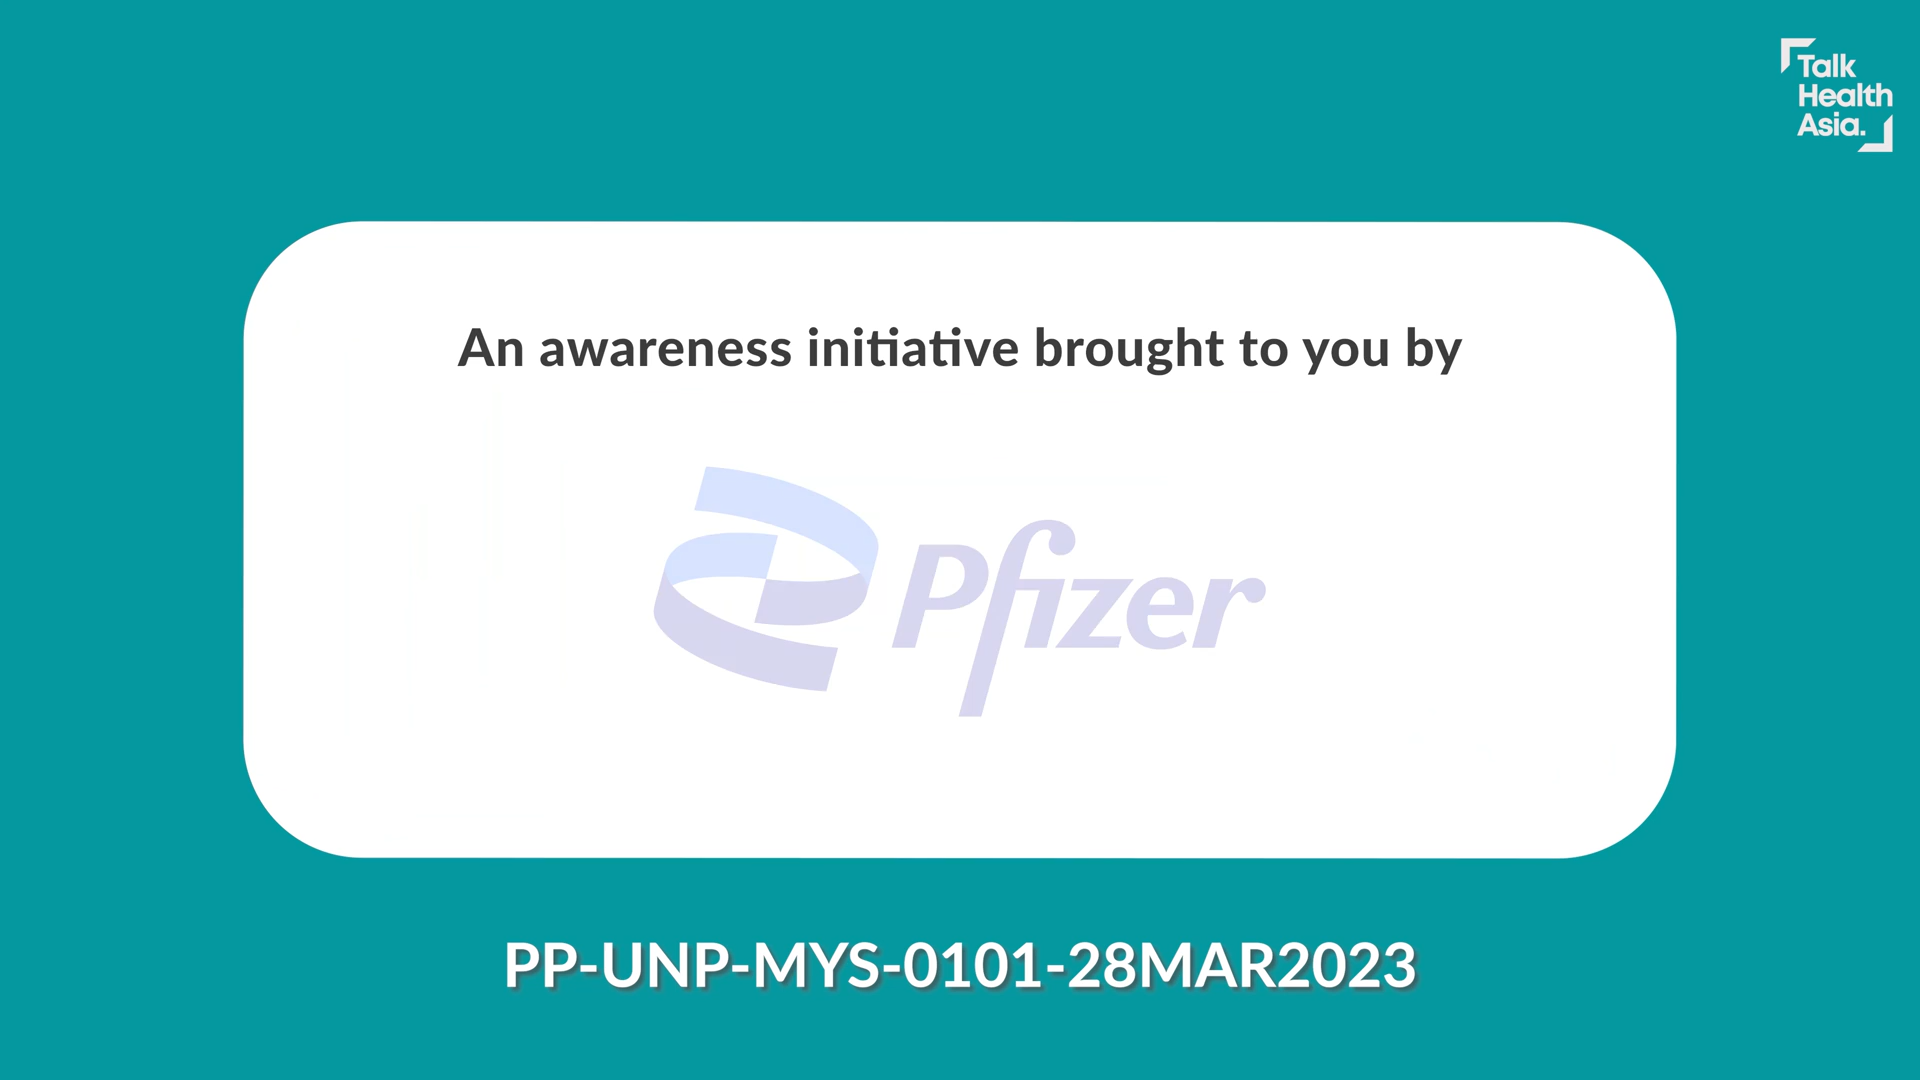 Talk
Health
Asia.
An awareness initiative brought to you by
Pfizer
PP-UNP-MYS-0101-28MAR2023